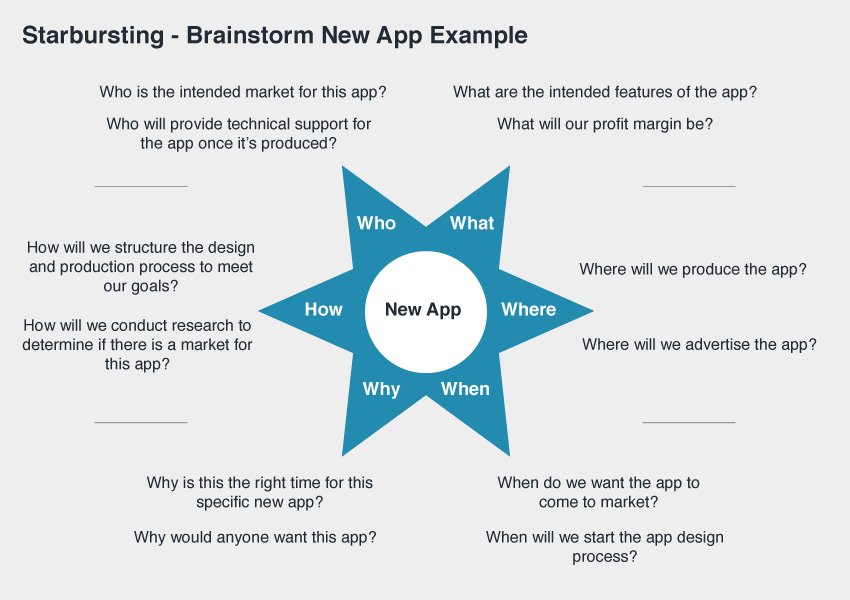 Starbursting - Brainstorm New App Example
Who is the intended market for this app?
Who will provide technical support for
the app once it's produced?
What are the intended features of the app?
What will our profit margin be?
Who
What
How will we structure the design
and production process to meet
our goals?
How will we conduct research to
determine if there is a market for
this app?
How
New App
Where
Where will we produce the app?
Where will we advertise the app?
Why
When
Why is this the right time for this
specific new app?
Why would anyone want this app?
When do we want the app to
come to market?
When will we start the app design
process?